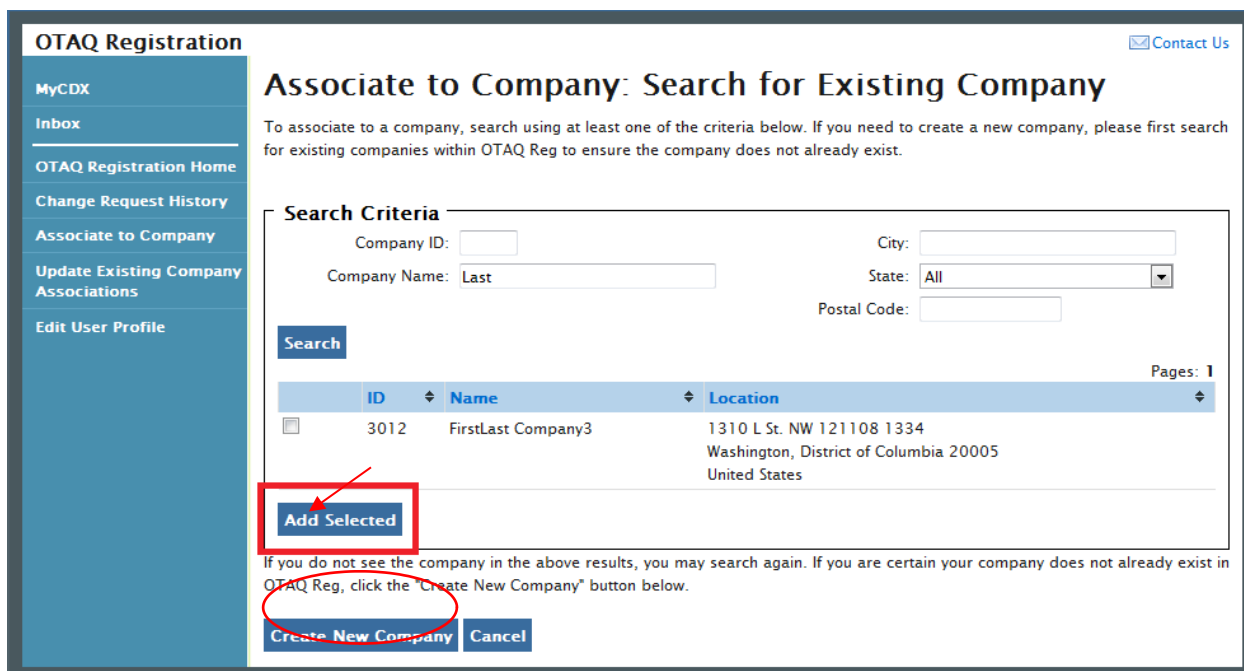 OTAQ Registration
Contact Us
MyCDX
Inbox
OTAQ Registration Home
Change Request History
Associate to Company
Update Existing Company
Associations
Edit User Profile
Associate to Company: Search for Existing Company
To associate to a company, search using at least one of the criteria below. If you need to create a new company, please first search
for existing companies within OTAQ Reg to ensure the company does not already exist.
Search Criteria
Company ID:
City:
Company Name: Last
State: All
Postal Code:
Search
Pages: 1
ID Name Location
3012 FirstLast Company3 1310 L St. NW 121108 1334
Washington, District of Columbia 20005
United States
Add Selected
If you do not see the company in the above results, you may search again. If you are certain your company does not already exist in
OTAQ Reg, click the "Create New Company" button below.
Create New Company Cancel